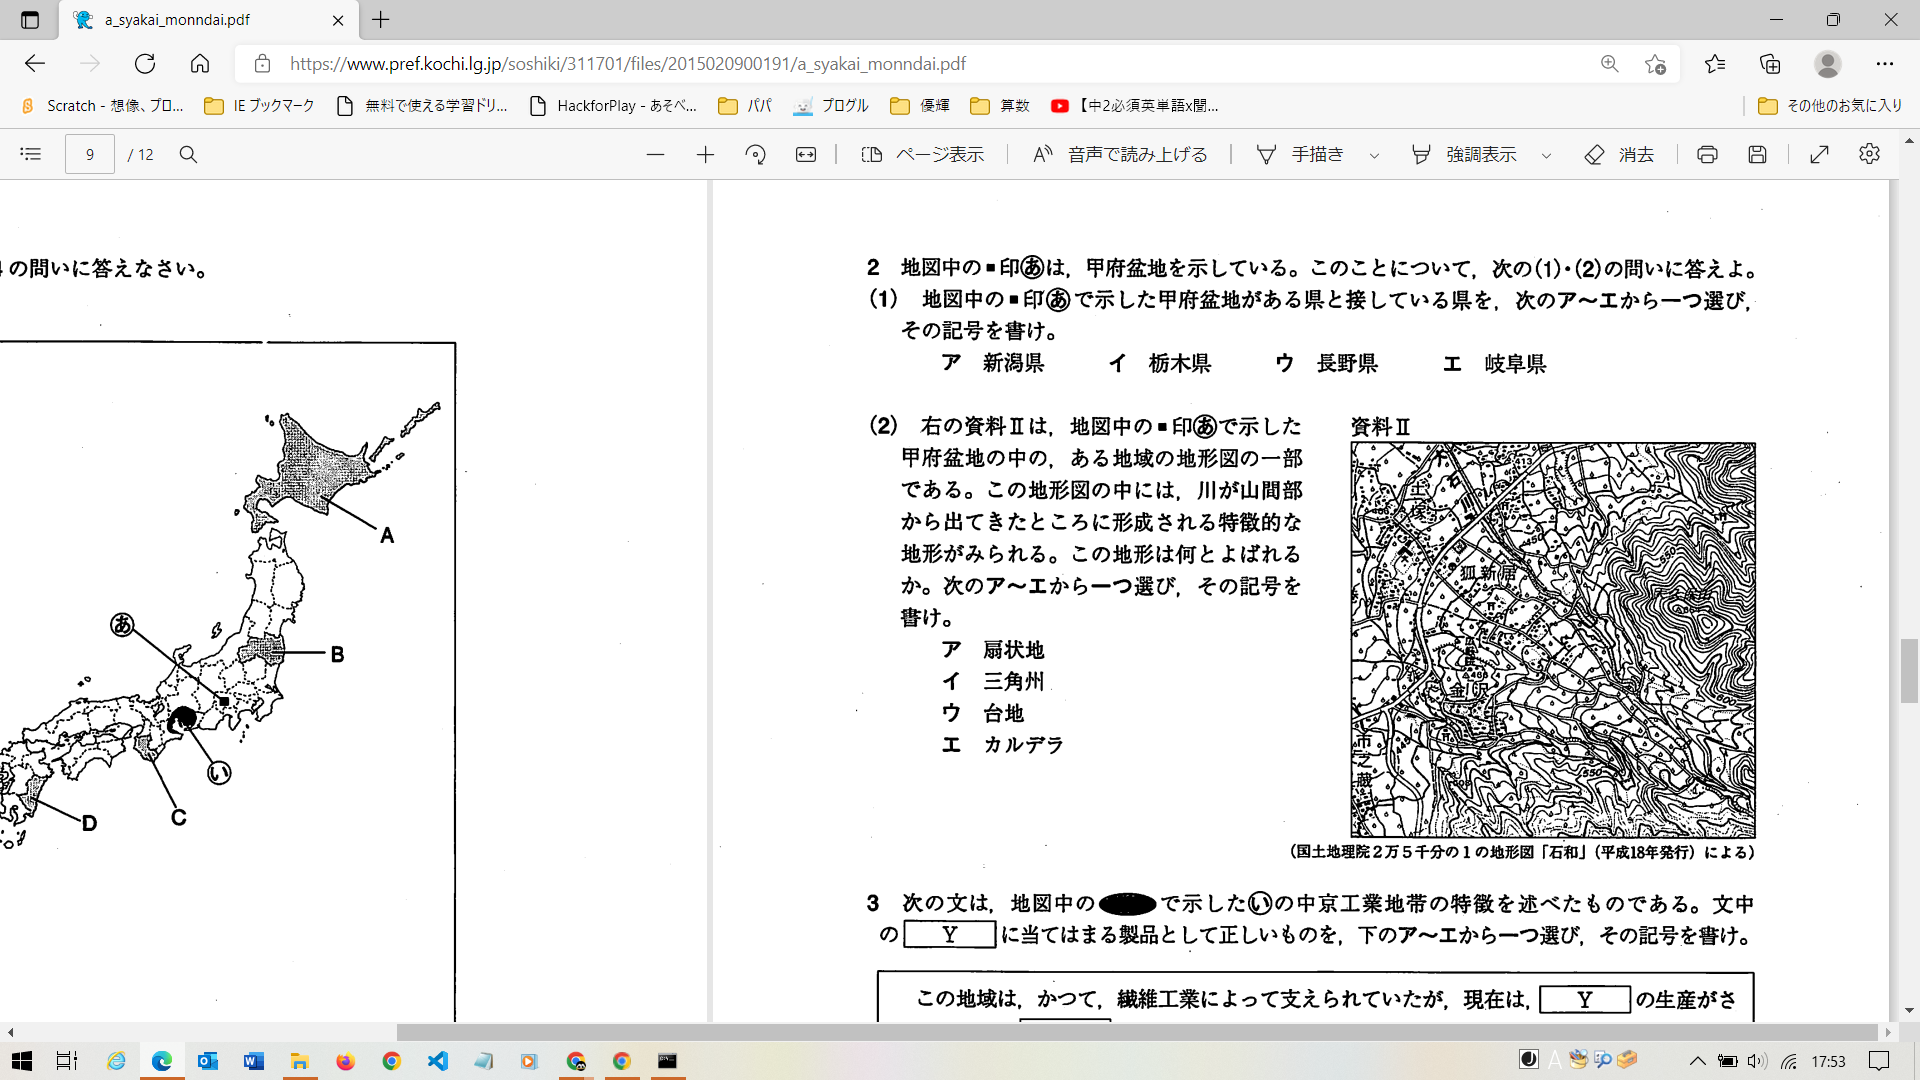 a_syakai_monndai.pdf
https://www.pref.kochi.lg.jp/soshiki/311701/files/2015020900191/a_syakai_monndai.pdf
Scratch - 想像、プロ...
IE ブックマーク
無料で使える学習ドリ...
HackforPlay - あそべ...
パパ
プログル
優輝
算数
【中2必須英単語x闇...
その他のお気に入り
9 / 12
ページ表示
音声で読み上げる
手描き
強調表示
消去
の問いに答えなさい。
A
あ
B
い
C
D
2 地図中の■印あは，甲府盆地を示している。このことについて，次の(1)・(2)の問いに答えよ。
(1) 地図中の■印あで示した甲府盆地がある県と接している県を，次のア～エから一つ選び，
その記号を書け。
ア 新潟県 イ 栃木県 ウ 長野県 エ 岐阜県
(2) 右の資料Ⅱは，地図中の■印あで示した
甲府盆地の中の，ある地域の地形図の一部
である。この地形図の中には，川が山間部
から出てきたところに形成される特徴的な
地形がみられる。この地形は何とよばれる
か。次のア～エから一つ選び，その記号を
書け。
ア 扇状地
イ 三角州
ウ 台地
エ カルデラ
資料Ⅱ
土塚
狐新居
金沢
市之蔵
413
450
550
(国土地理院２万５千分の１の地形図「石和」(平成18年発行) による)
3 次の文は，地図中の で示したいの中京工業地帯の特徴を述べたものである。文中
の Y に当てはまる製品として正しいものを，下のア～エから一つ選び，その記号を書け。
この地域は，かつて，繊維工業によって支えられていたが，現在は， Y の生産がさ
A
17:53